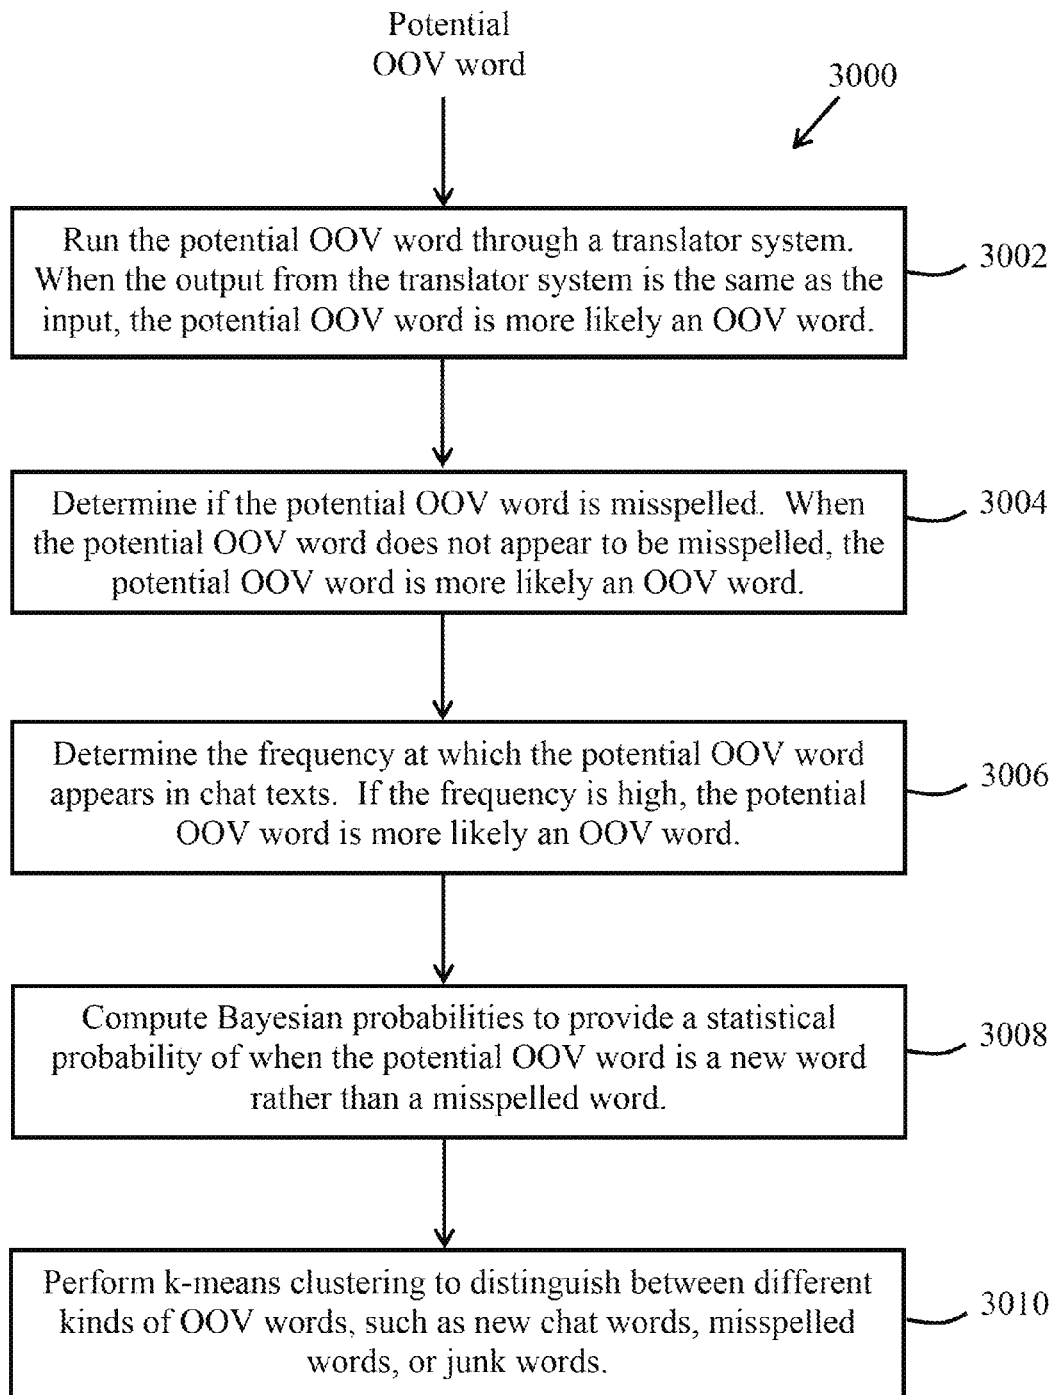 Potential
OOV word
3000
Run the potential OOV word through a translator system.
When the output from the translator system is the same as the
input, the potential OOV word is more likely an OOV word.
3002
Determine if the potential OOV word is misspelled.  When
the potential OOV word does not appear to be misspelled, the
potential OOV word is more likely an OOV word.
3004
Determine the frequency at which the potential OOV word
appears in chat texts.  If the frequency is high, the potential
OOV word is more likely an OOV word.
3006
Compute Bayesian probabilities to provide a statistical
probability of when the potential OOV word is a new word
rather than a misspelled word.
3008
Perform k-means clustering to distinguish between different
kinds of OOV words, such as new chat words, misspelled
words, or junk words.
3010